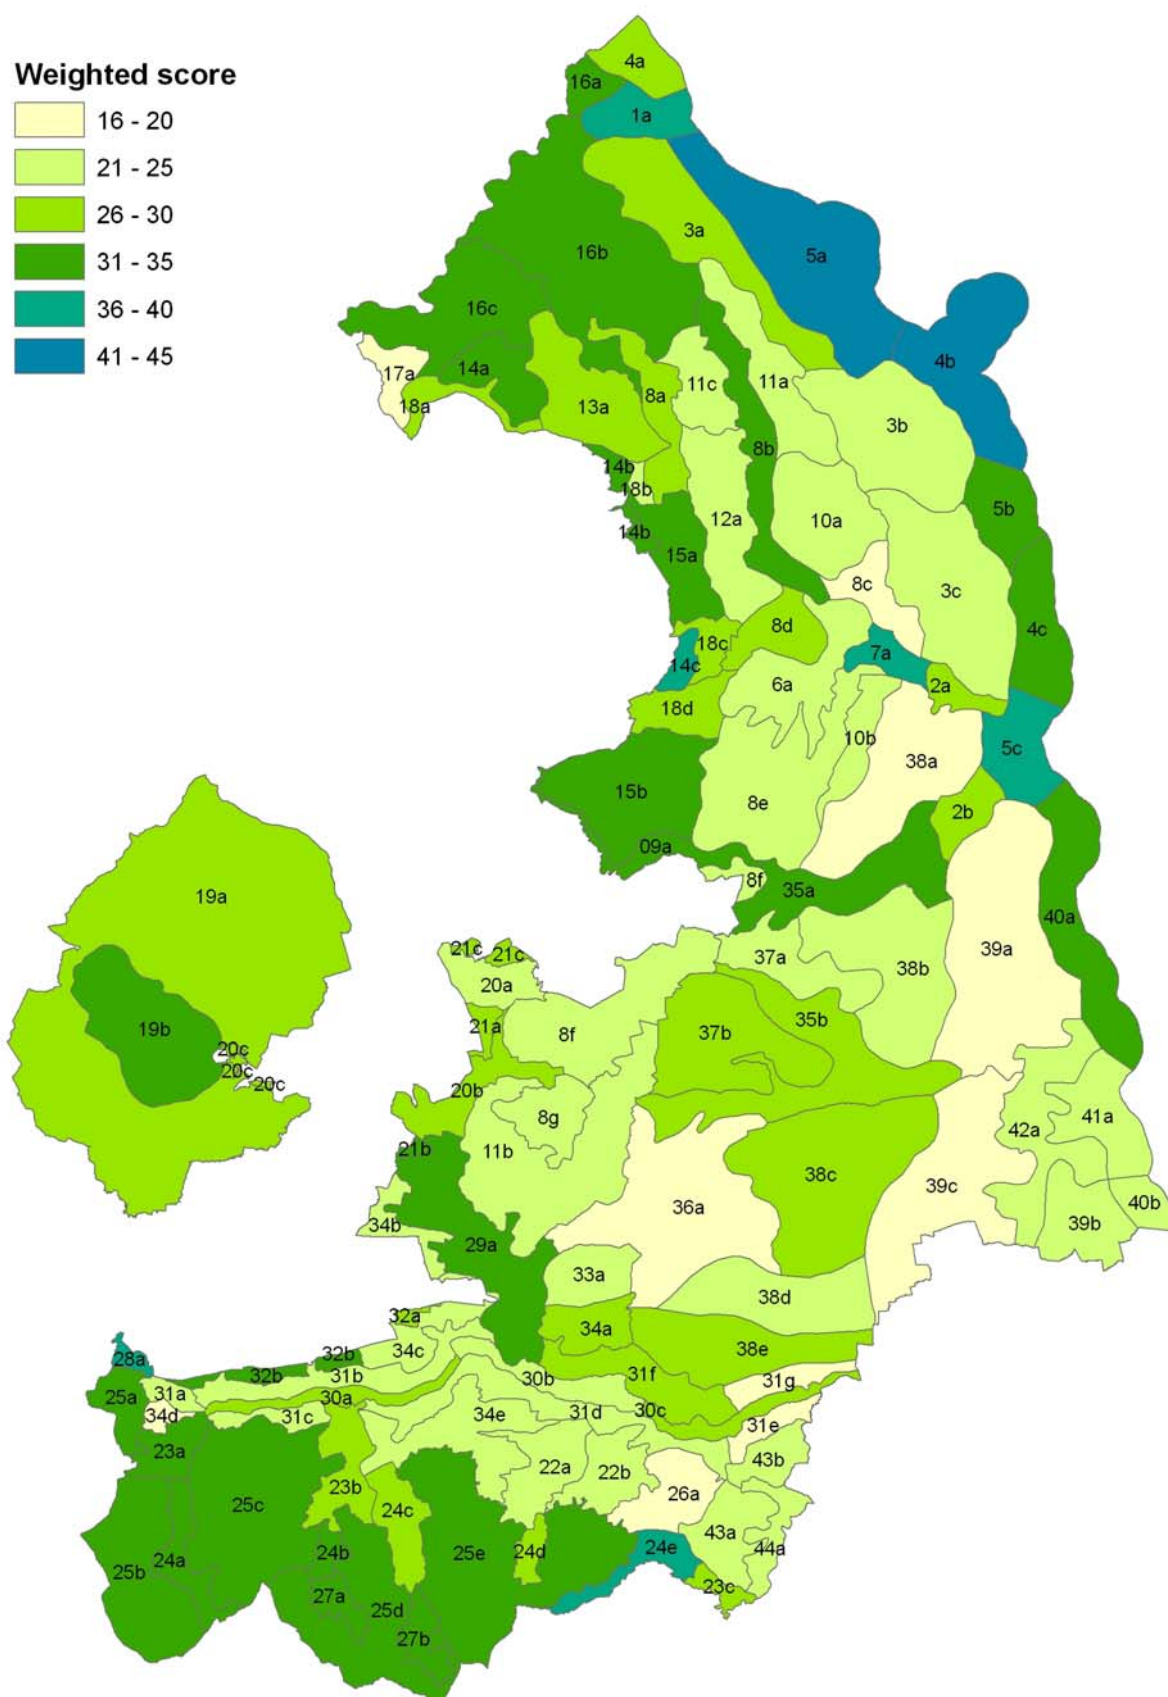 Weighted score
16 - 20
21 - 25
26 - 30
31 - 35
36 - 40
41 - 45
4a
16a
1a
3a
5a
16b
16c
4b
17a
14a
18a
13a
8a
11c
11a
3b
8b
14b
18b
12a
10a
5b
14b
15a
8c
3c
4c
8d
18c
14c
7a
2a
6a
18d
10b
38a
5c
15b
8e
2b
09a
8f
35a
40a
19a
21c
21c
37a
38b
39a
20a
19b
21a
8f
37b
35b
20c
20c
20c
20b
8g
11b
42a
41a
21b
38c
39c
36a
40b
34b
29a
39b
33a
38d
32a
34a
28a
32b
34c
38e
32b
31b
30b
31f
31g
25a
31a
30a
34d
31c
34e
31d
30c
31e
23a
22a
22b
43b
23b
26a
25c
24c
43a
24b
25e
24d
24e
44a
25b
24a
23c
27a
25d
27b